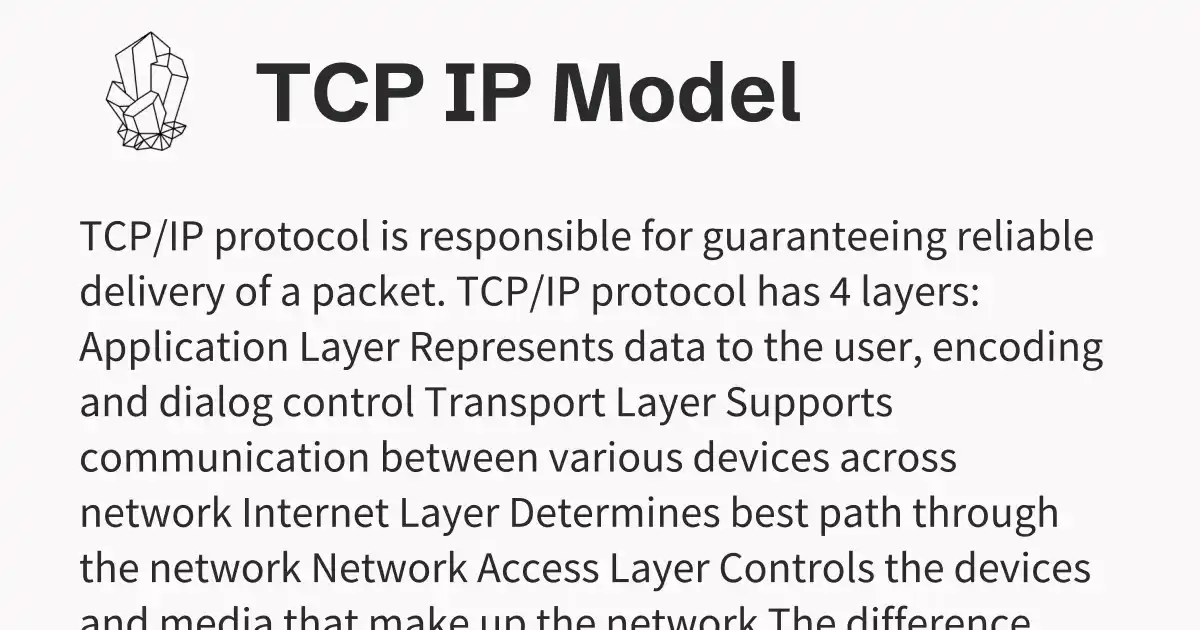 TCP IP Model
TCP/IP protocol is responsible for guaranteeing reliable
delivery of a packet. TCP/IP protocol has 4 layers:
Application Layer Represents data to the user, encoding
and dialog control Transport Layer Supports
communication between various devices across
network Internet Layer Determines best path through
the network Network Access Layer Controls the devices
and media that make up the network The difference